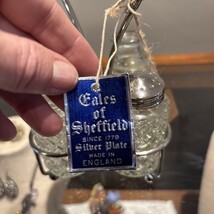 Eales
of
Sheffield
SINCE 1779
Silver Plate
MADE IN
ENGLAND